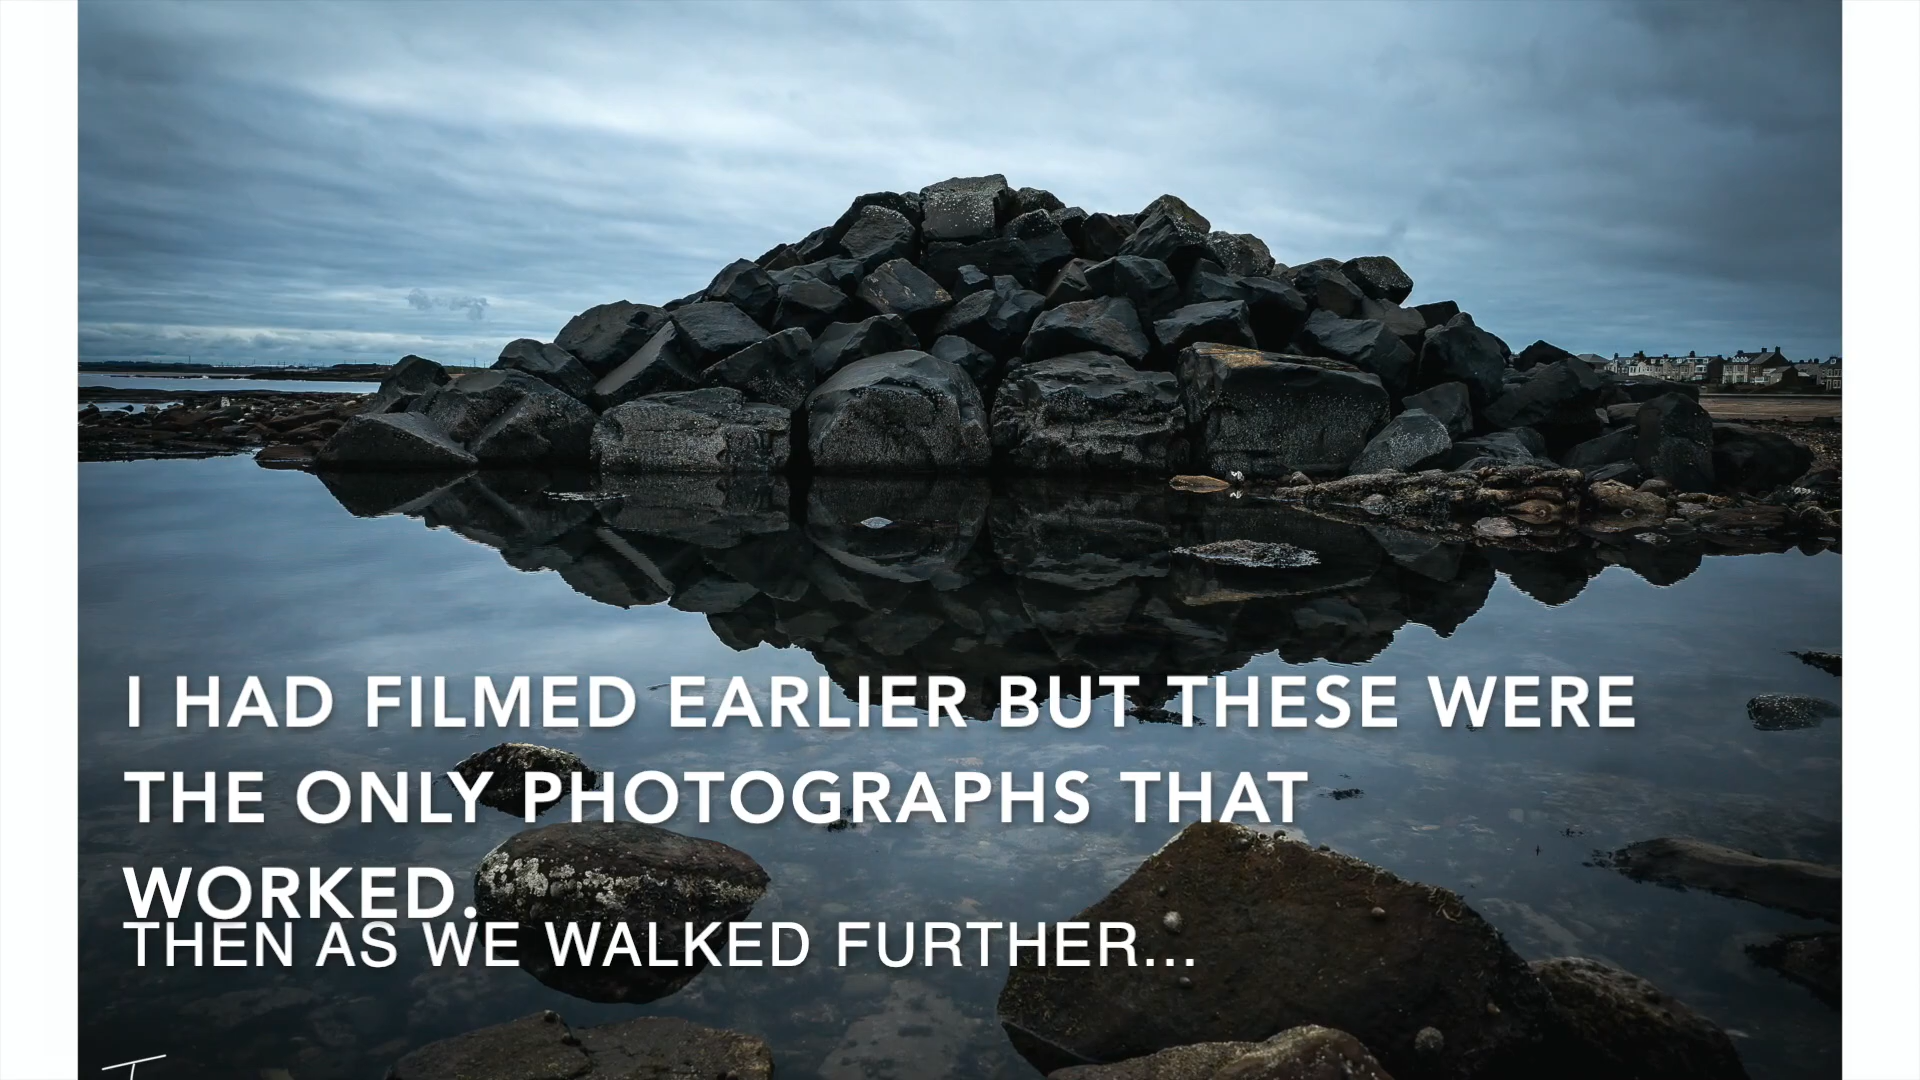 I HAD FILMED EARLIER BUT THESE WERE
THE ONLY PHOTOGRAPHS THAT
WORKED.
THEN AS WE WALKED FURTHER...